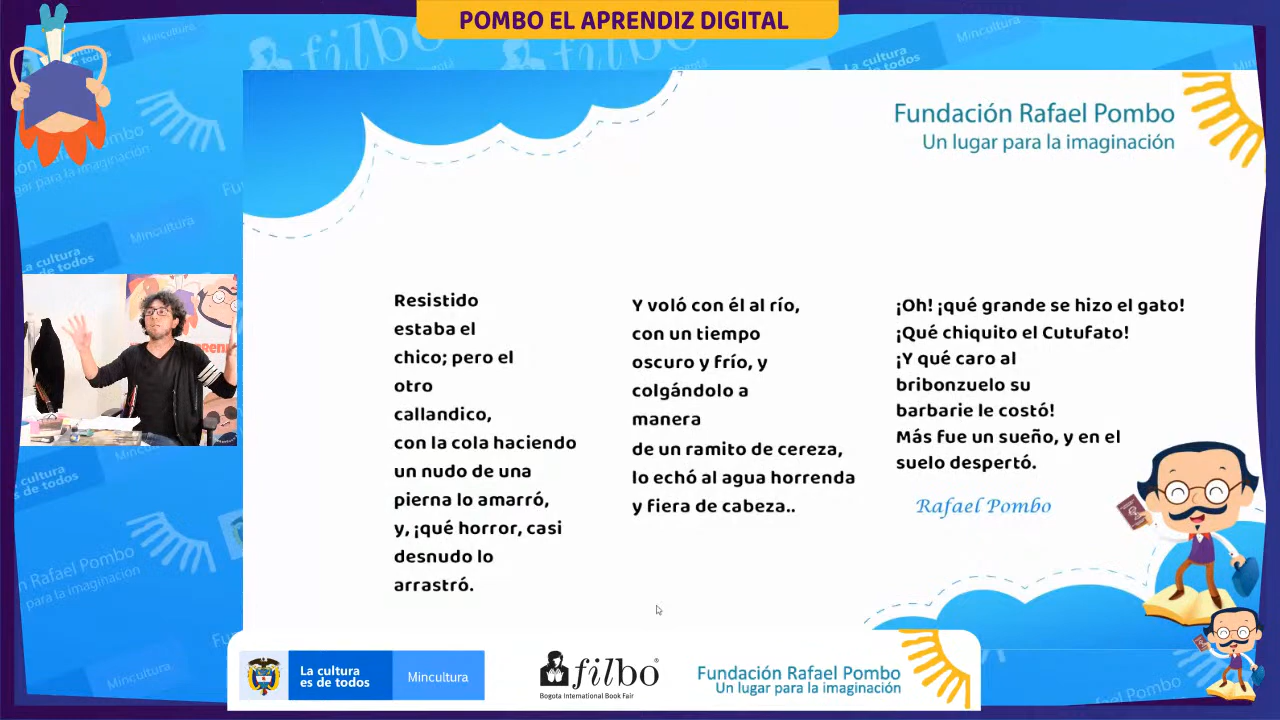 POMBO EL APRENDIZ DIGITAL
Fundación Rafael Pombo
Un lugar para la imaginación
Resistido
estaba el
chico; pero el
otro
callandico,
con la cola haciendo
un nudo de una
pierna lo amarró,
y, ¡qué horror, casi
desnudo lo
arrastró.
Y voló con él al río,
con un tiempo
oscuro y frío, y
colgándolo a
manera
de un ramito de cereza,
lo echó al agua horrenda
y fiera de cabeza..
¡Oh! ¡qué grande se hizo el gato!
¡Qué chiquito el Cutufato!
¡Y qué caro al
bribonzuelo su
barbarie le costó!
Más fue un sueño, y en el
suelo despertó.
Rafael Pombo
La cultura
es de todos
Mincultura
filbo
Bogota International Book Fair
Fundación Rafael Pombo
Un lugar para la imaginación